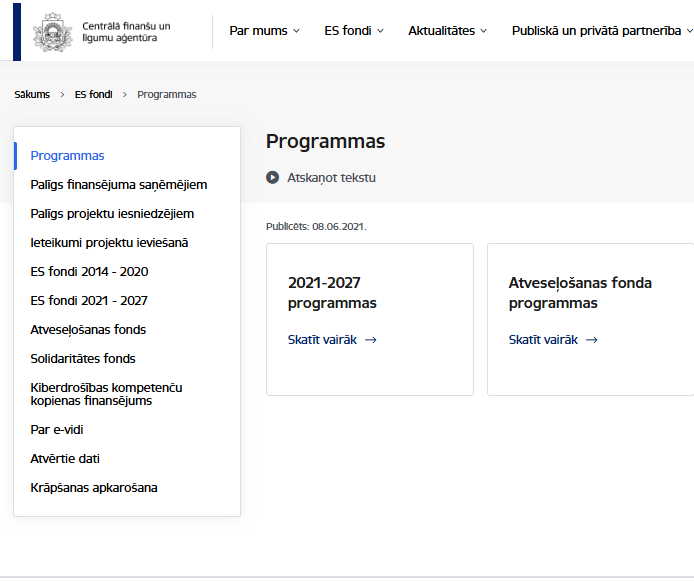 Centrālā finanšu un
līgumu aģentūra
Par mums
ES fondi
Aktualitātes
Publiskā un privātā partnerība
Sākums > ES fondi > Programmas
Programmas
Palīgs finansējuma saņēmējiem
Palīgs projektu iesniedzējiem
Ieteikumi projektu ieviešanā
ES fondi 2014 - 2020
ES fondi 2021 - 2027
Atveseļošanas fonds
Solidaritātes fonds
Kiberdrošības kompetenču
kopienas finansējums
Par e-vidi
Atvērtie dati
Krāpšanas apkarošana
Programmas
Atskaņot tekstu
Publicēts: 08.06.2021.
2021-2027
programmas
Skatīt vairāk →
Atveseļošanas fonda
programmas
Skatīt vairāk →